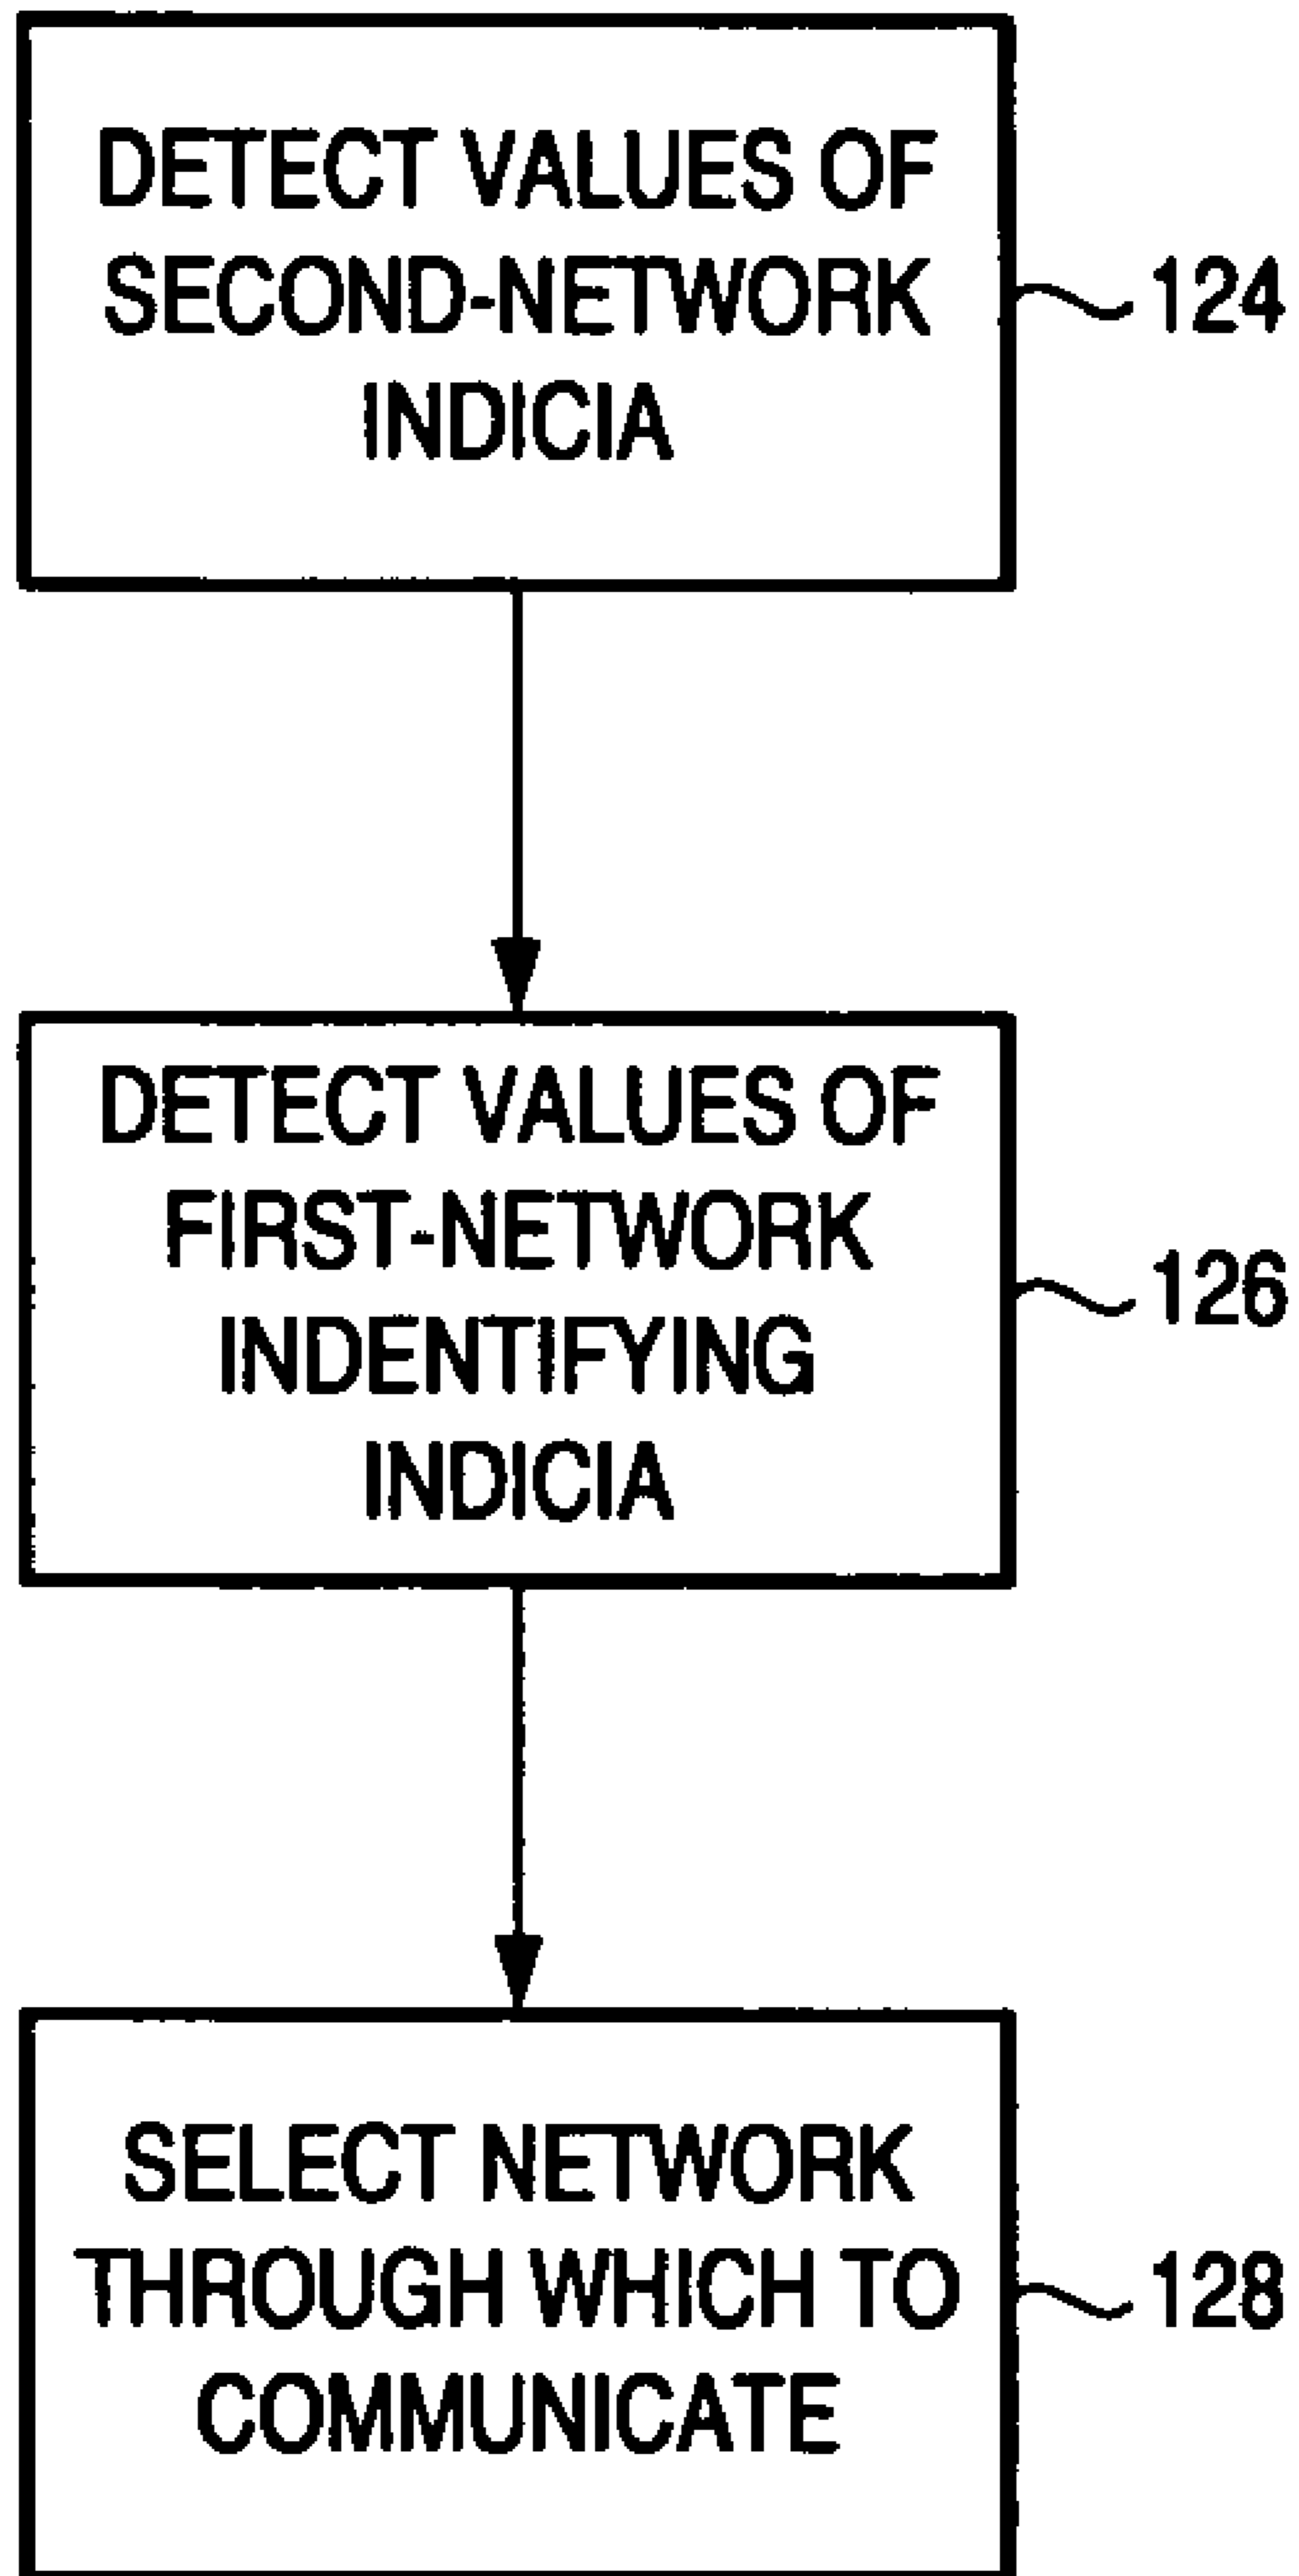 DETECT VALUES OF
SECOND-NETWORK
INDICIA
124
DETECT VALUES OF
FIRST-NETWORK
INDENTIFYING
INDICIA
126
SELECT NETWORK
THROUGH WHICH TO
COMMUNICATE
128